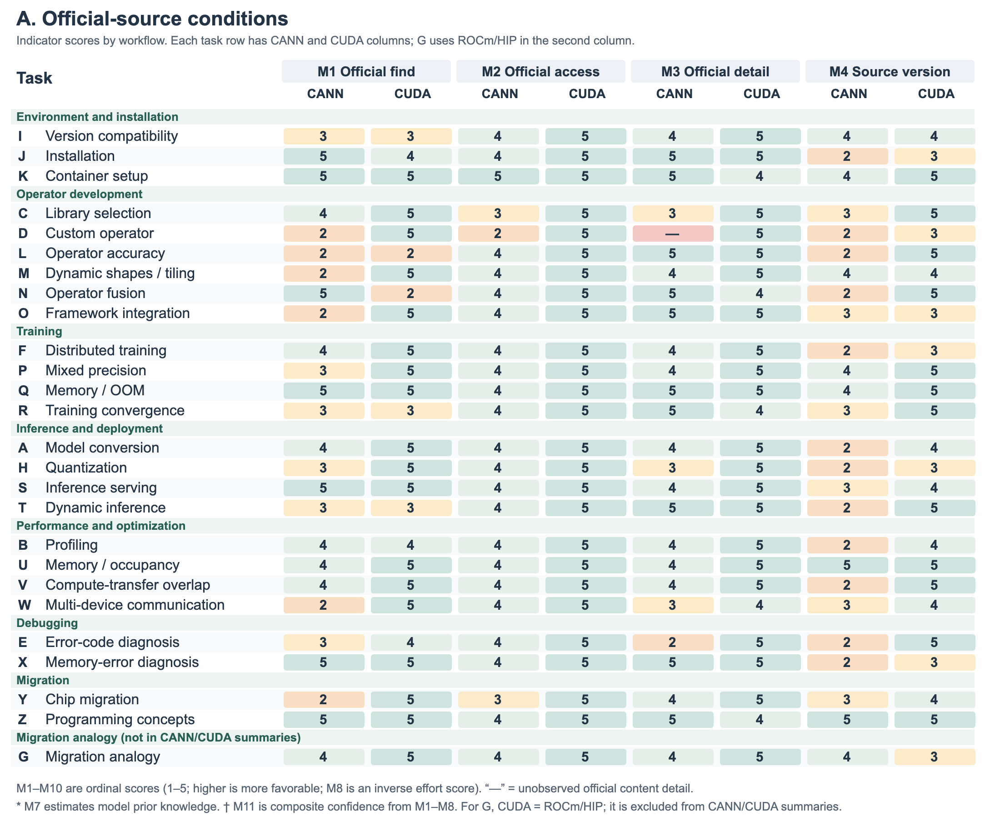 A. Official-source conditions
Indicator scores by workflow. Each task row has CANN and CUDA columns; G uses ROCm/HIP in the second column.
Task M1 Official find M2 Official access M3 Official detail M4 Source version
CANN CUDA CANN CUDA CANN CUDA CANN CUDA
Environment and installation
I Version compatibility 3 3 4 5 4 5 4 4
J Installation 5 4 4 5 5 5 2 3
K Container setup 5 5 5 5 5 4 4 5
Operator development
C Library selection 4 5 3 5 3 5 3 5
D Custom operator 2 5 2 5 — 5 2 3
L Operator accuracy 2 2 4 5 5 5 2 5
M Dynamic shapes / tiling 2 5 4 5 4 5 4 4
N Operator fusion 5 2 4 5 5 4 2 5
O Framework integration 2 5 4 5 5 5 3 3
Training
F Distributed training 4 5 4 5 4 5 2 3
P Mixed precision 3 5 4 5 4 5 4 5
Q Memory / OOM 5 5 4 5 5 5 4 5
R Training convergence 3 3 4 5 5 4 3 5
Inference and deployment
A Model conversion 4 5 4 5 4 5 2 4
H Quantization 3 5 4 5 3 5 2 3
S Inference serving 5 5 4 5 4 5 3 4
T Dynamic inference 3 3 4 5 5 5 2 5
Performance and optimization
B Profiling 4 4 4 5 4 5 2 4
U Memory / occupancy 4 5 4 5 4 5 5 5
V Compute-transfer overlap 4 5 4 5 4 5 2 5
W Multi-device communication 2 5 4 5 3 4 3 4
Debugging
E Error-code diagnosis 3 4 4 5 2 5 2 5
X Memory-error diagnosis 5 5 4 5 5 5 2 3
Migration
Y Chip migration 2 5 3 5 4 5 3 4
Z Programming concepts 5 5 4 5 5 4 5 5
Migration analogy (not in CANN/CUDA summaries)
G Migration analogy 4 5 4 5 4 5 4 3
M1–M10 are ordinal scores (1–5; higher is more favorable; M8 is an inverse effort score). “—” = unobserved official content detail.
* M7 estimates model prior knowledge. † M11 is composite confidence from M1–M8. For G, CUDA = ROCm/HIP; it is excluded from CANN/CUDA summaries.